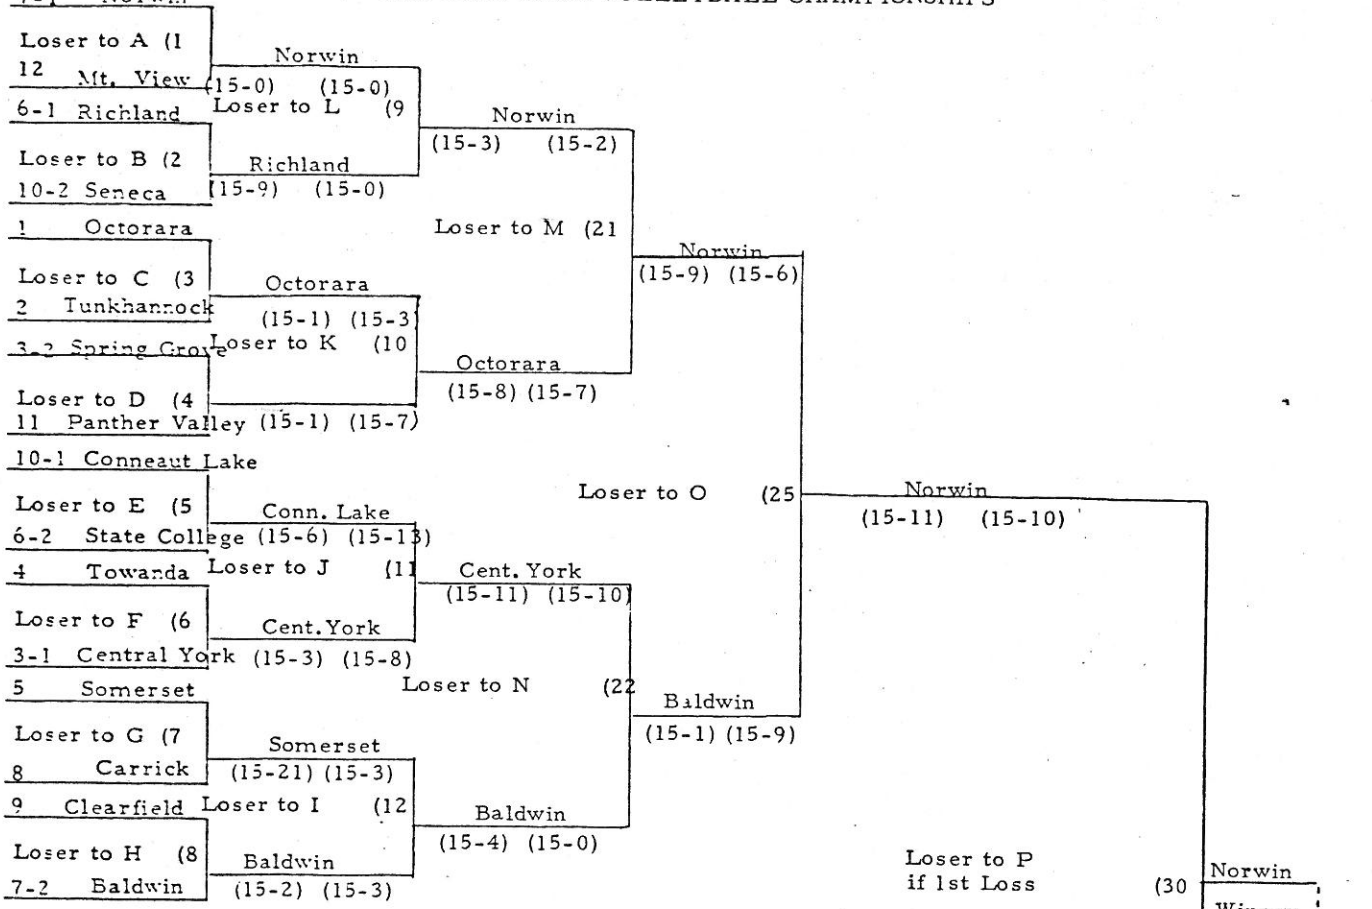 Norwin
VOLLEYBALL CHAMPIONSHIPS
Loser to A (1
Norwin
12 Mt. View (15-0) (15-0)
6-1 Richland Loser to L (9
Norwin
(15-3) (15-2)
Loser to B (2
Richland
10-2 Seneca (15-9) (15-0)
1 Octorara
Loser to M (21
Norwin
(15-9) (15-6)
Loser to C (3
Octorara
2 Tunkhannock
(15-1) (15-3
3-2 Spring Grove Loser to K (10
Octorara
(15-8) (15-7)
Loser to D (4
11 Panther Valley (15-1) (15-7)
10-1 Conneaut Lake
Loser to O (25
Norwin
(15-11) (15-10)
Loser to E (5
Conn. Lake
6-2 State College (15-6) (15-13)
4 Towanda Loser to J (11
Cent. York
(15-11) (15-10)
Loser to F (6
Cent. York
3-1 Central York (15-3) (15-8)
5 Somerset
Loser to N (22
Baldwin
(15-1) (15-9)
Loser to G (7
Somerset
8 Carrick (15-21) (15-3)
9 Clearfield Loser to I (12
Baldwin
(15-4) (15-0)
Loser to H (8
Baldwin
7-2 Baldwin (15-2) (15-3)
Loser to P
if 1st Loss (30
Norwin